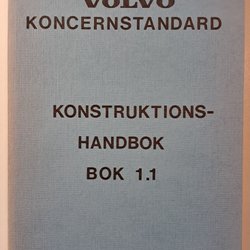 VOLVO
KONCERNSTANDARD
KONSTRUKTIONS-
HANDBOK
BOK 1.1